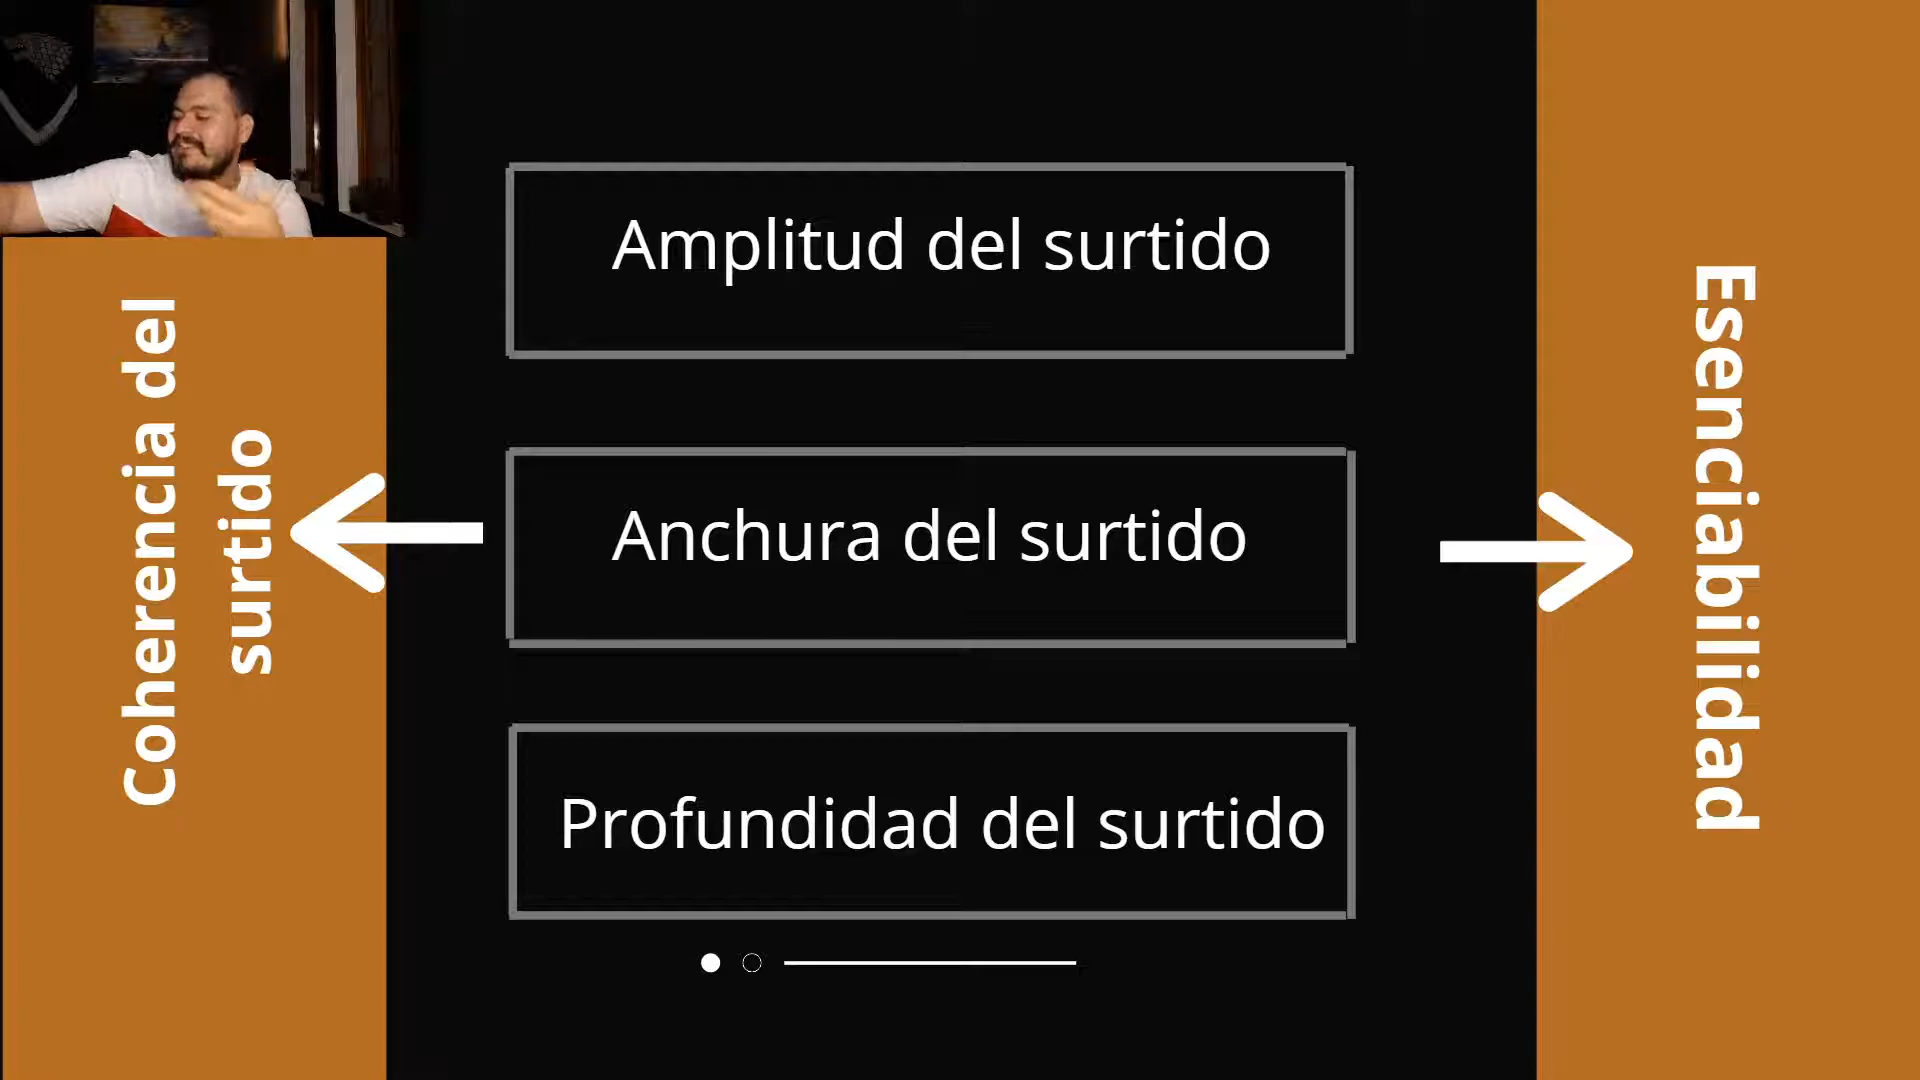 Coherencia del
surtido
Amplitud del surtido
Anchura del surtido
Profundidad del surtido
Esenciabilidad